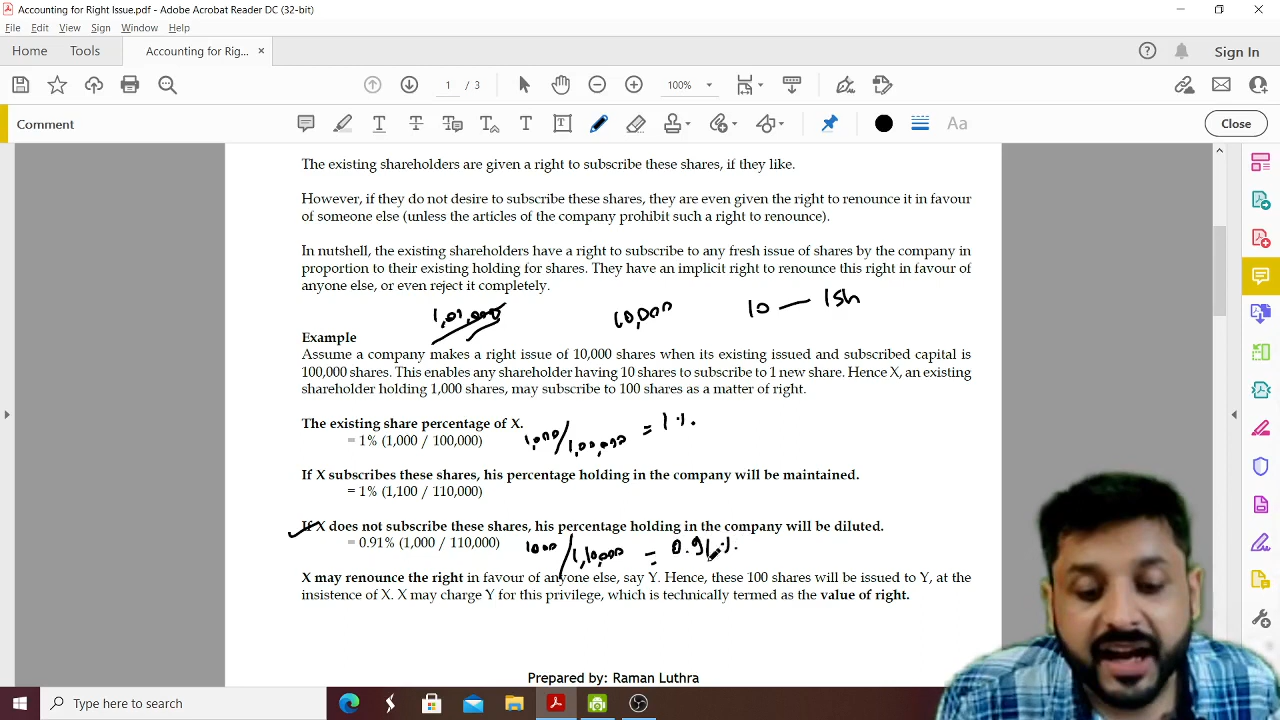 Accounting for Right Issue.pdf - Adobe Acrobat Reader DC (32-bit)
File Edit View Sign Window Help
Home Tools Accounting for Rig... × Sign In
1 / 3 100%
Comment Close
The existing shareholders are given a right to subscribe these shares, if they like.
However, if they do not desire to subscribe these shares, they are even given the right to renounce it in favour
of someone else (unless the articles of the company prohibit such a right to renounce).
In nutshell, the existing shareholders have a right to subscribe to any fresh issue of shares by the company in
proportion to their existing holding for shares. They have an implicit right to renounce this right in favour of
anyone else, or even reject it completely.
1,00,000 10,000 10 — 1sh
Example
Assume a company makes a right issue of 10,000 shares when its existing issued and subscribed capital is
100,000 shares. This enables any shareholder having 10 shares to subscribe to 1 new share. Hence X, an existing
shareholder holding 1,000 shares, may subscribe to 100 shares as a matter of right.
The existing share percentage of X.
= 1% (1,000 / 100,000) 1,000/1,00,000 = 1%.
If X subscribes these shares, his percentage holding in the company will be maintained.
= 1% (1,100 / 110,000)
If X does not subscribe these shares, his percentage holding in the company will be diluted.
= 0.91% (1,000 / 110,000) 1000/1,10,000 = 0.91%.
X may renounce the right in favour of anyone else, say Y. Hence, these 100 shares will be issued to Y, at the
insistence of X. X may charge Y for this privilege, which is technically termed as the value of right.
Prepared by: Raman Luthra
Type here to search